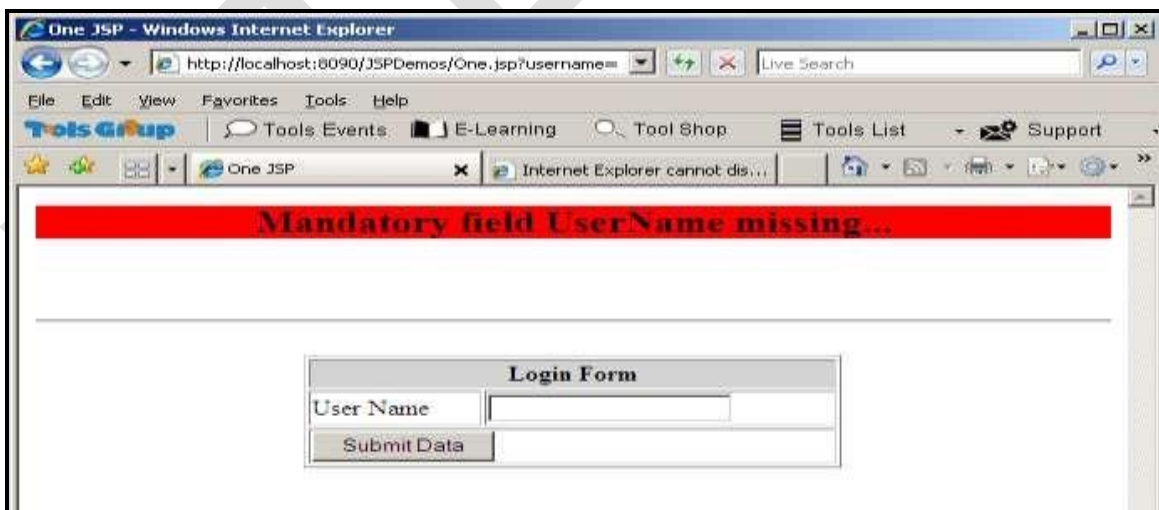 One JSP - Windows Internet Explorer
http://localhost:8090/JSPDemos/One.jsp?username=
Live Search
File Edit View Favorites Tools Help
Tools Events E-Learning Tool Shop Tools List Support
One JSP Internet Explorer cannot dis...
Mandatory field UserName missing...
Login Form
User Name
Submit Data